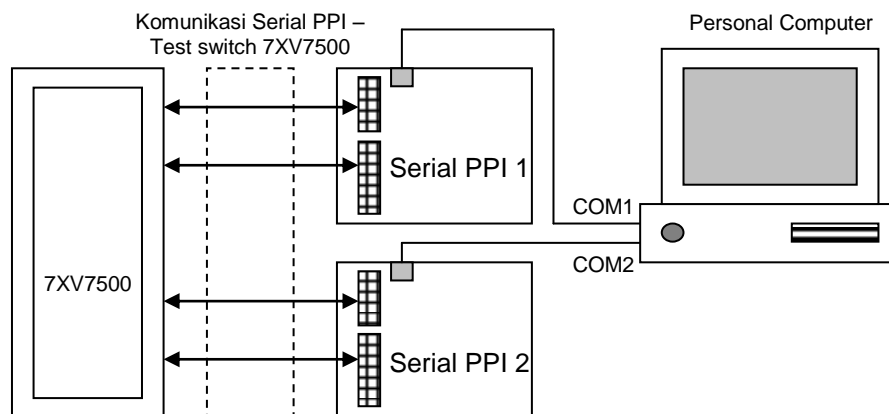 Komunikasi Serial PPI –
Test switch 7XV7500
Personal Computer
Serial PPI 1
COM1
COM2
7XV7500
Serial PPI 2